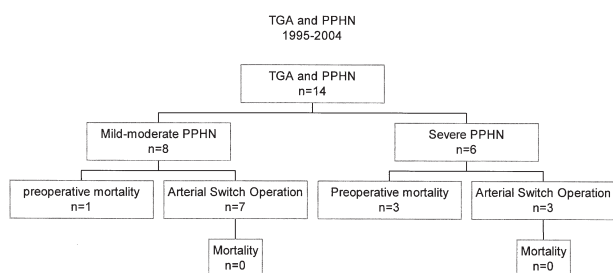 TGA and PPHN
1995-2004
TGA and PPHN
n=14
Mild-moderate PPHN
n=8
Severe PPHN
n=6
preoperative mortality
n=1
Arterial Switch Operation
n=7
Preoperative mortality
n=3
Arterial Switch Operation
n=3
Mortality
n=0
Mortality
n=0